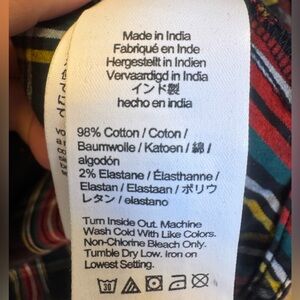 Made in India
Fabriqué en Inde
Hergestellt in Indien
Vervaardigd in India
インド製
hecho en india
98% Cotton / Coton /
Baumwolle / Katoen / 綿 /
algodón
2% Elastane / Élasthanne /
Elastan / Elastaan / ポリウ
レタン / elastano
Turn Inside Out. Machine
Wash Cold With Like Colors.
Non-Chlorine Bleach Only.
Tumble Dry Low. Iron on
Lowest Setting.
30